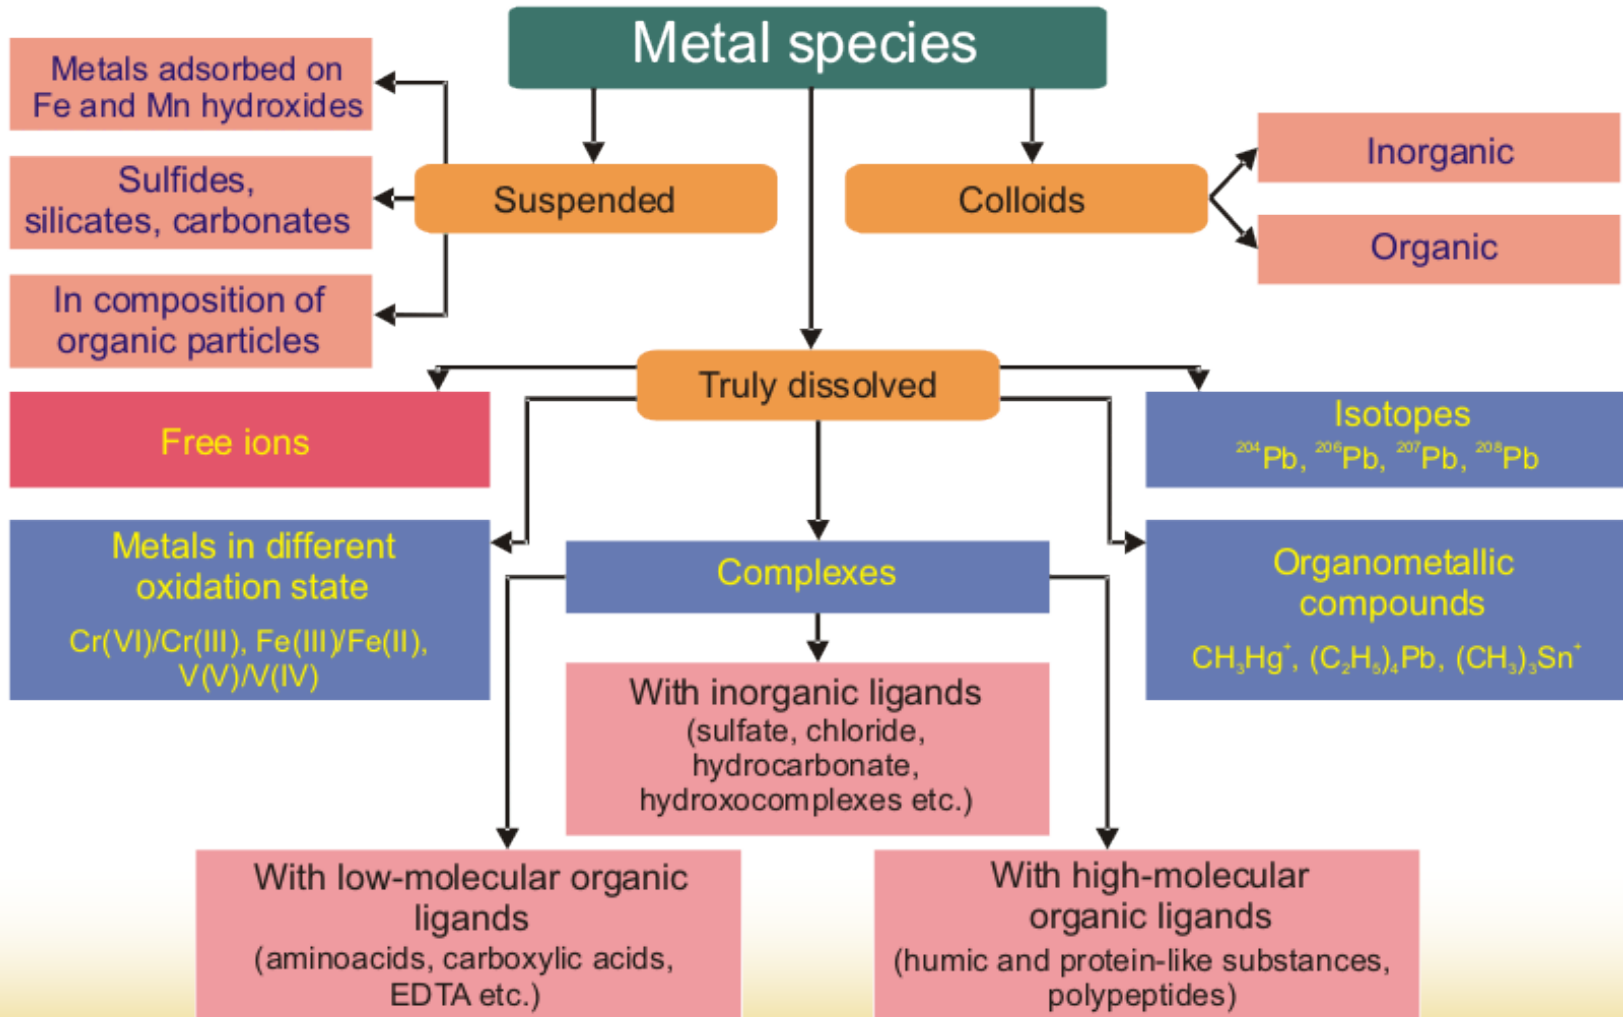 Metal species
Metals adsorbed on
Fe and Mn hydroxides
Sulfides,
silicates, carbonates
In composition of
organic particles
Suspended
Colloids
Inorganic
Organic
Truly dissolved
Free ions
Isotopes
²⁰⁴Pb, ²⁰⁶Pb, ²⁰⁷Pb, ²⁰⁸Pb
Metals in different
oxidation state
Cr(VI)/Cr(III), Fe(III)/Fe(II),
V(V)/V(IV)
Complexes
Organometallic
compounds
CH₃Hg⁺, (C₂H₅)₄Pb, (CH₃)₃Sn⁺
With inorganic ligands
(sulfate, chloride,
hydrocarbonate,
hydroxocomplexes etc.)
With low-molecular organic
ligands
(aminoacids, carboxylic acids,
EDTA etc.)
With high-molecular
organic ligands
(humic and protein-like substances,
polypeptides)